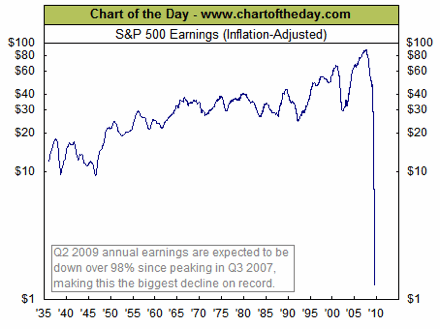 Chart of the Day - www.chartoftheday.com
S&P 500 Earnings (Inflation-Adjusted)
$100 $100
$80 $80
$60 $60
$40 $40
$30 $30
$20 $20
$10 $10
Q2 2009 annual earnings are expected to be
down over 98% since peaking in Q3 2007,
making this the biggest decline on record.
$1 $1
'35 '40 '45 '50 '55 '60 '65 '70 '75 '80 '85 '90 '95 '00 '05 '10